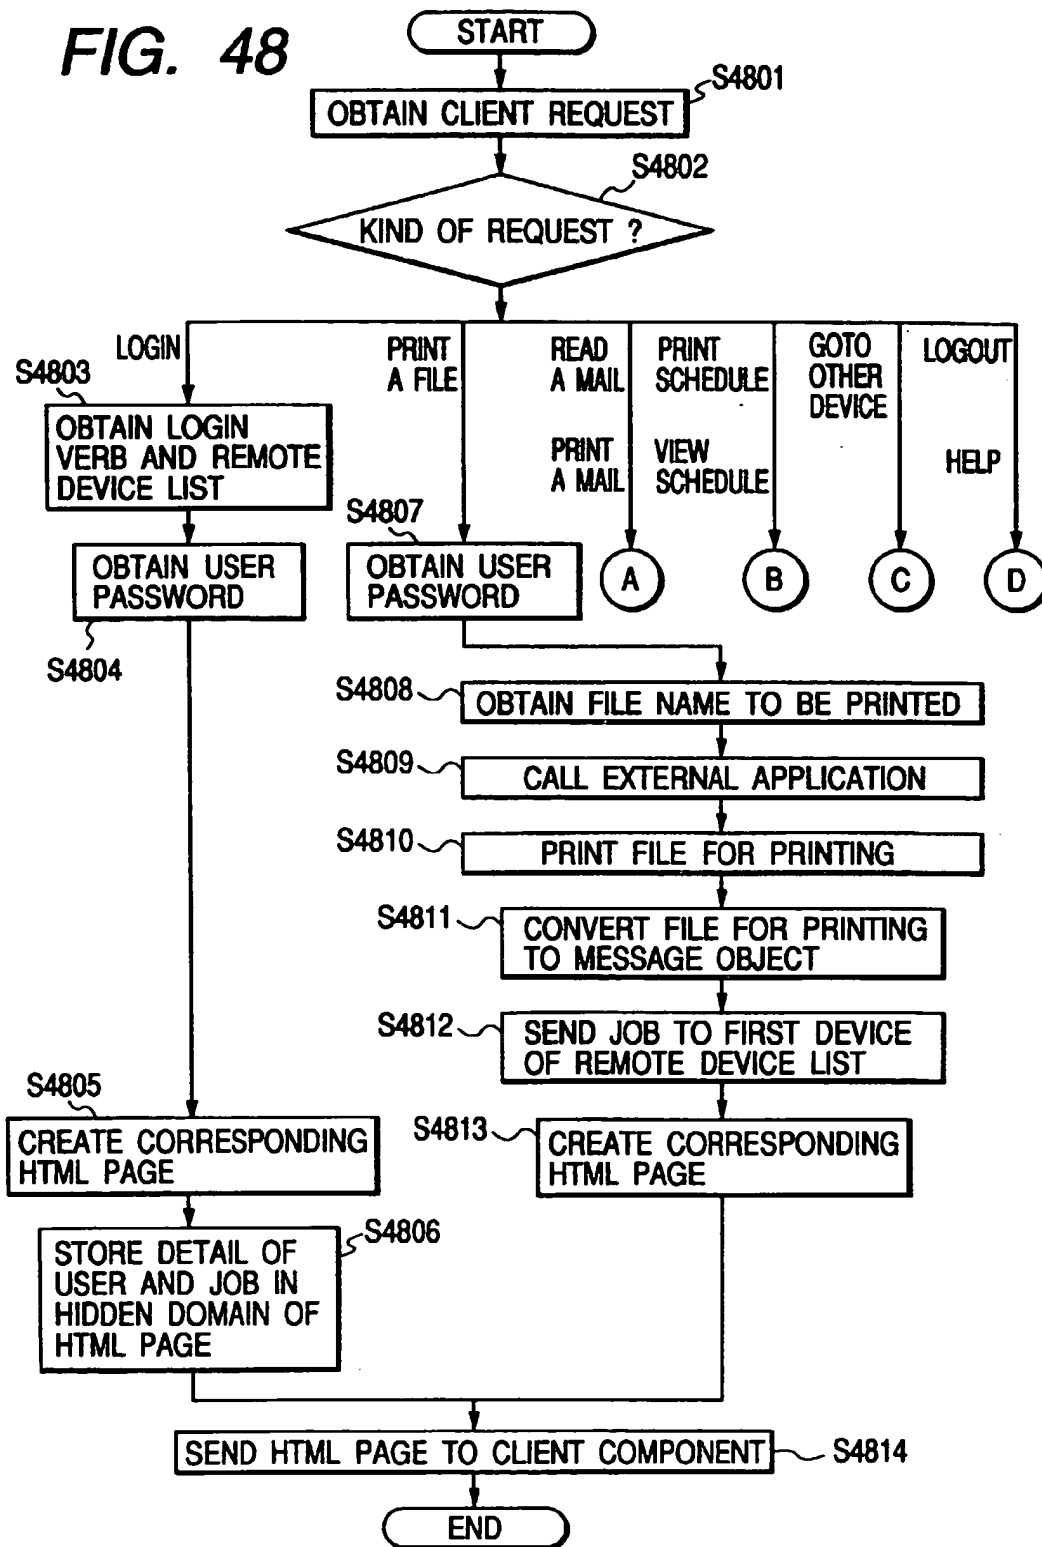 FIG. 48
START
S4801
OBTAIN CLIENT REQUEST
S4802
KIND OF REQUEST ?
LOGIN
PRINT
A FILE
READ
A MAIL
PRINT
SCHEDULE
GOTO
OTHER
DEVICE
LOGOUT
PRINT
A MAIL
VIEW
SCHEDULE
HELP
S4803
OBTAIN LOGIN
VERB AND REMOTE
DEVICE LIST
S4807
OBTAIN USER
PASSWORD
S4804
OBTAIN USER
PASSWORD
A
B
C
D
S4808
OBTAIN FILE NAME TO BE PRINTED
S4809
CALL EXTERNAL APPLICATION
S4810
PRINT FILE FOR PRINTING
S4811
CONVERT FILE FOR PRINTING
TO MESSAGE OBJECT
S4812
SEND JOB TO FIRST DEVICE
OF REMOTE DEVICE LIST
S4805
CREATE CORRESPONDING
HTML PAGE
S4813
CREATE CORRESPONDING
HTML PAGE
S4806
STORE DETAIL OF
USER AND JOB IN
HIDDEN DOMAIN OF
HTML PAGE
SEND HTML PAGE TO CLIENT COMPONENT
S4814
END